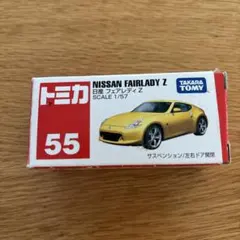 トミカ
55
NISSAN FAIRLADY Z
日産 フェアレディ Z
SCALE 1/57
TAKARA
TOMY
サスペンション/左右ドア開閉